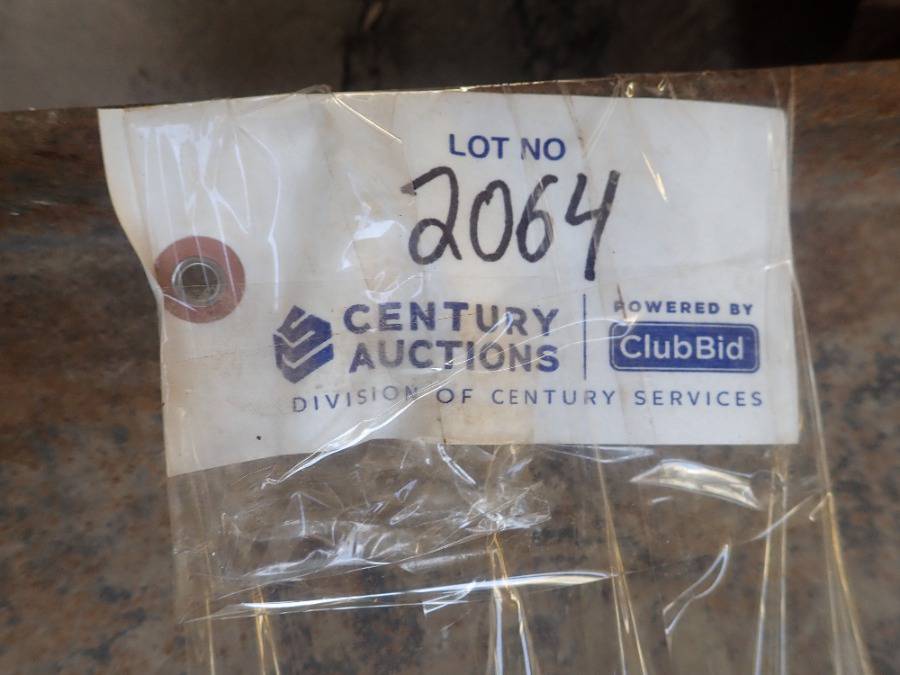 LOT NO
2064
CENTURY
AUCTIONS
POWERED BY
ClubBid
DIVISION OF CENTURY SERVICES